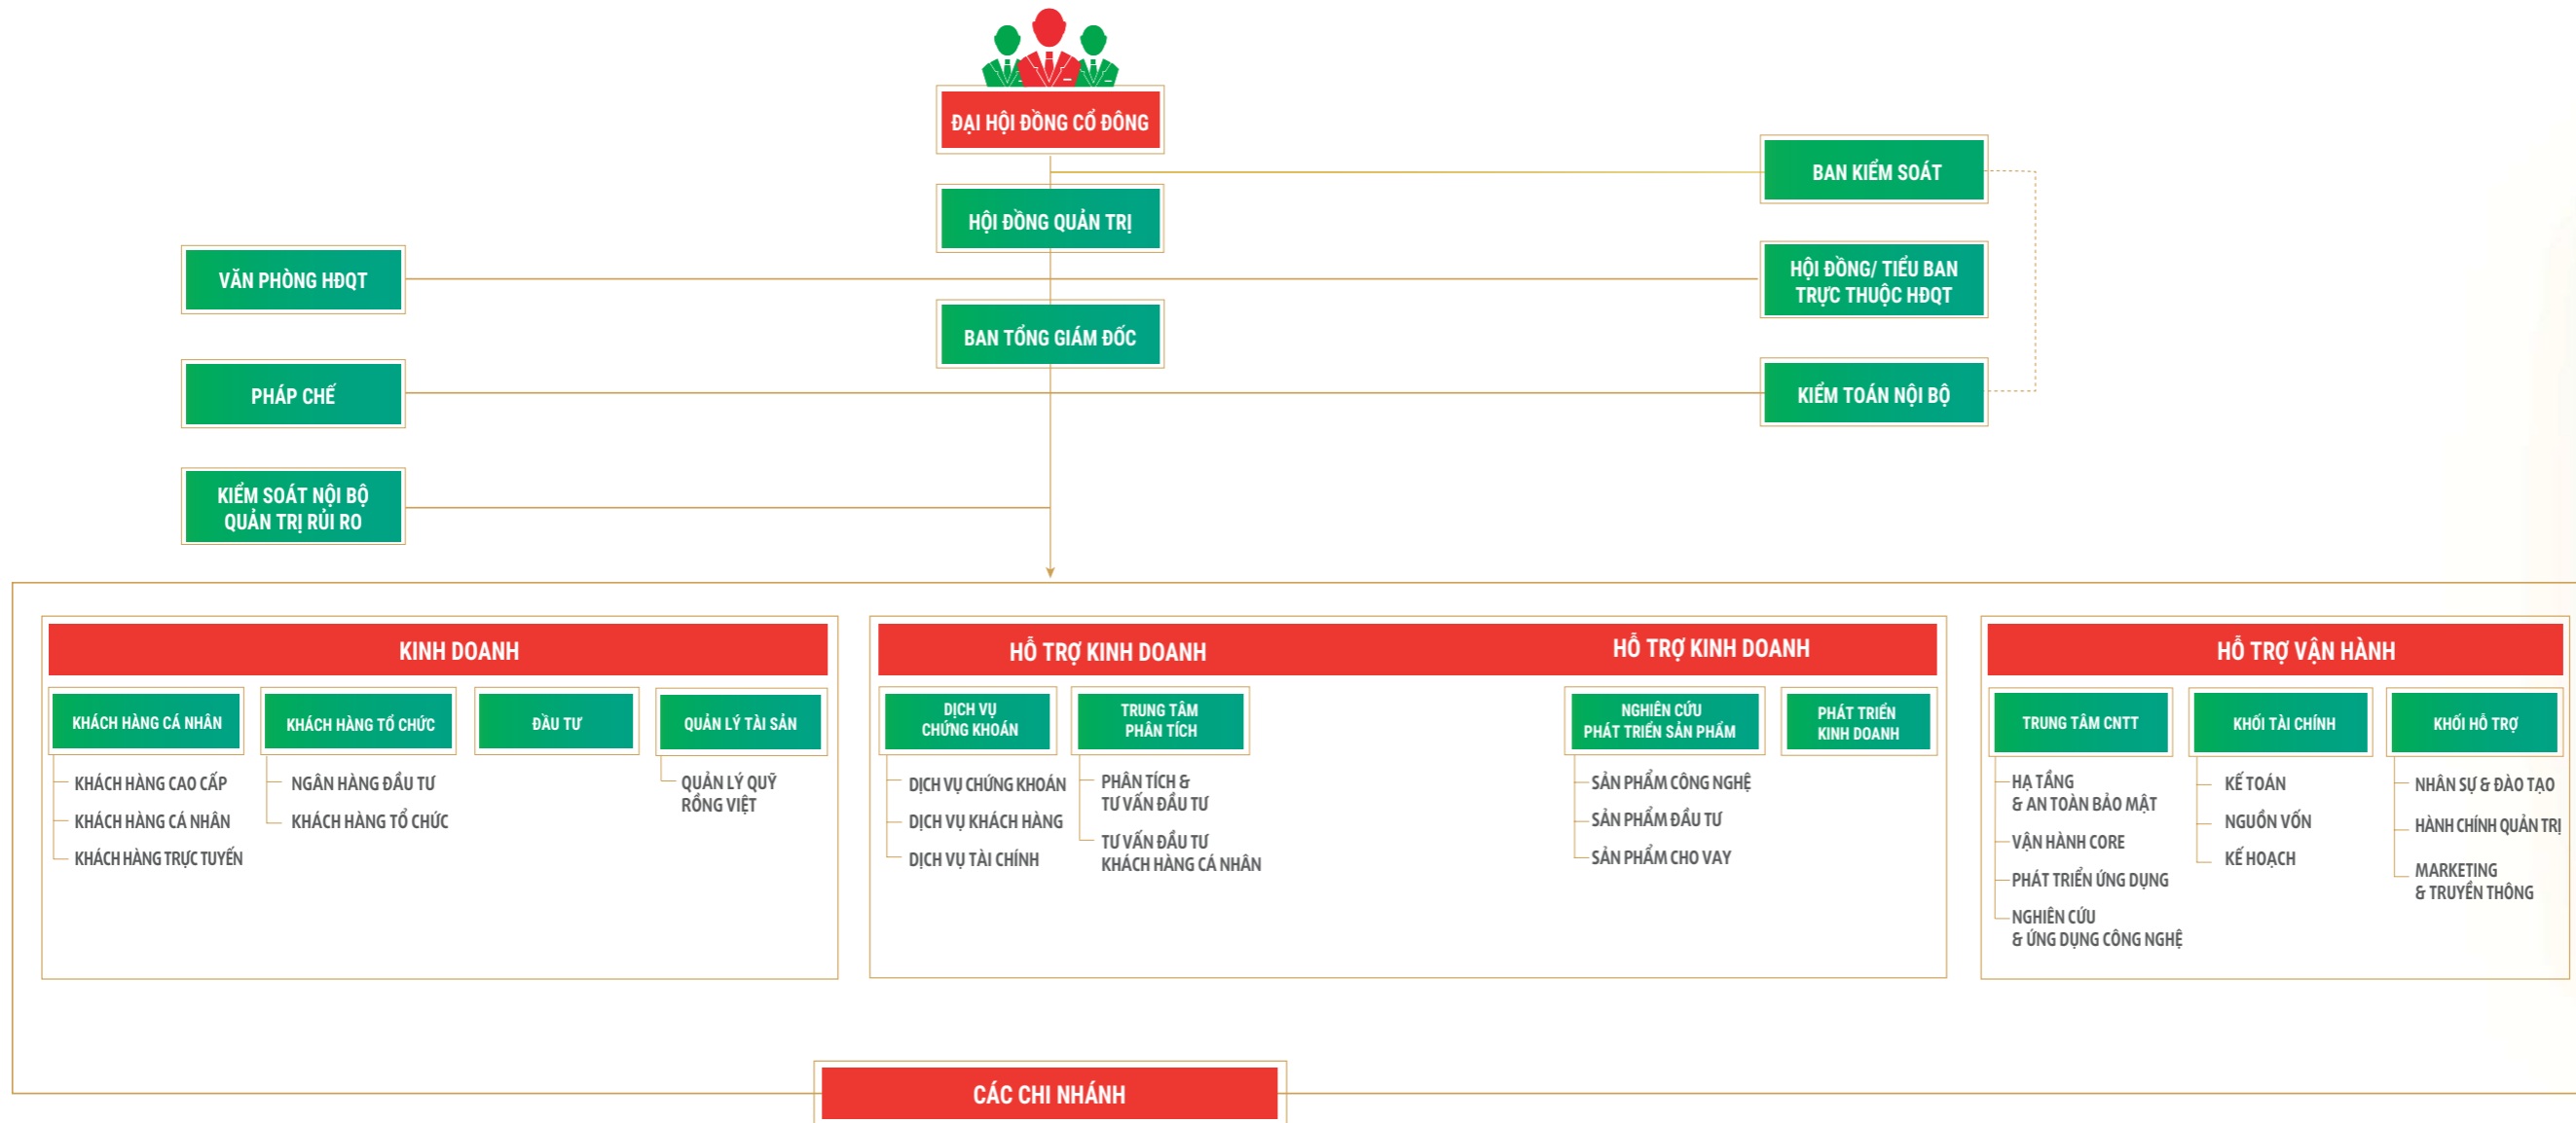 ĐẠI HỘI ĐỒNG CỔ ĐÔNG
BAN KIỂM SOÁT
HỘI ĐỒNG QUẢN TRỊ
VĂN PHÒNG HĐQT
HỘI ĐỒNG/ TIỂU BAN
TRỰC THUỘC HĐQT
BAN TỔNG GIÁM ĐỐC
PHÁP CHẾ
KIỂM TOÁN NỘI BỘ
KIỂM SOÁT NỘI BỘ
QUẢN TRỊ RỦI RO
KINH DOANH
KHÁCH HÀNG CÁ NHÂN
KHÁCH HÀNG CAO CẤP
KHÁCH HÀNG CÁ NHÂN
KHÁCH HÀNG TRỰC TUYẾN
KHÁCH HÀNG TỔ CHỨC
NGÂN HÀNG ĐẦU TƯ
KHÁCH HÀNG TỔ CHỨC
ĐẦU TƯ
QUẢN LÝ TÀI SẢN
QUẢN LÝ QUỸ
RỒNG VIỆT
HỖ TRỢ KINH DOANH
DỊCH VỤ
CHỨNG KHOÁN
DỊCH VỤ CHỨNG KHOÁN
DỊCH VỤ KHÁCH HÀNG
DỊCH VỤ TÀI CHÍNH
TRUNG TÂM
PHÂN TÍCH
PHÂN TÍCH &
TƯ VẤN ĐẦU TƯ
TƯ VẤN ĐẦU TƯ
KHÁCH HÀNG CÁ NHÂN
HỖ TRỢ KINH DOANH
NGHIÊN CỨU
PHÁT TRIỂN SẢN PHẨM
SẢN PHẨM CÔNG NGHỆ
SẢN PHẨM ĐẦU TƯ
SẢN PHẨM CHO VAY
PHÁT TRIỂN
KINH DOANH
HỖ TRỢ VẬN HÀNH
TRUNG TÂM CNTT
HẠ TẦNG
& AN TOÀN BẢO MẬT
VẬN HÀNH CORE
PHÁT TRIỂN ỨNG DỤNG
NGHIÊN CỨU
& ỨNG DỤNG CÔNG NGHỆ
KHỐI TÀI CHÍNH
KẾ TOÁN
NGUỒN VỐN
KẾ HOẠCH
KHỐI HỖ TRỢ
NHÂN SỰ & ĐÀO TẠO
HÀNH CHÍNH QUẢN TRỊ
MARKETING
& TRUYỀN THÔNG
CÁC CHI NHÁNH